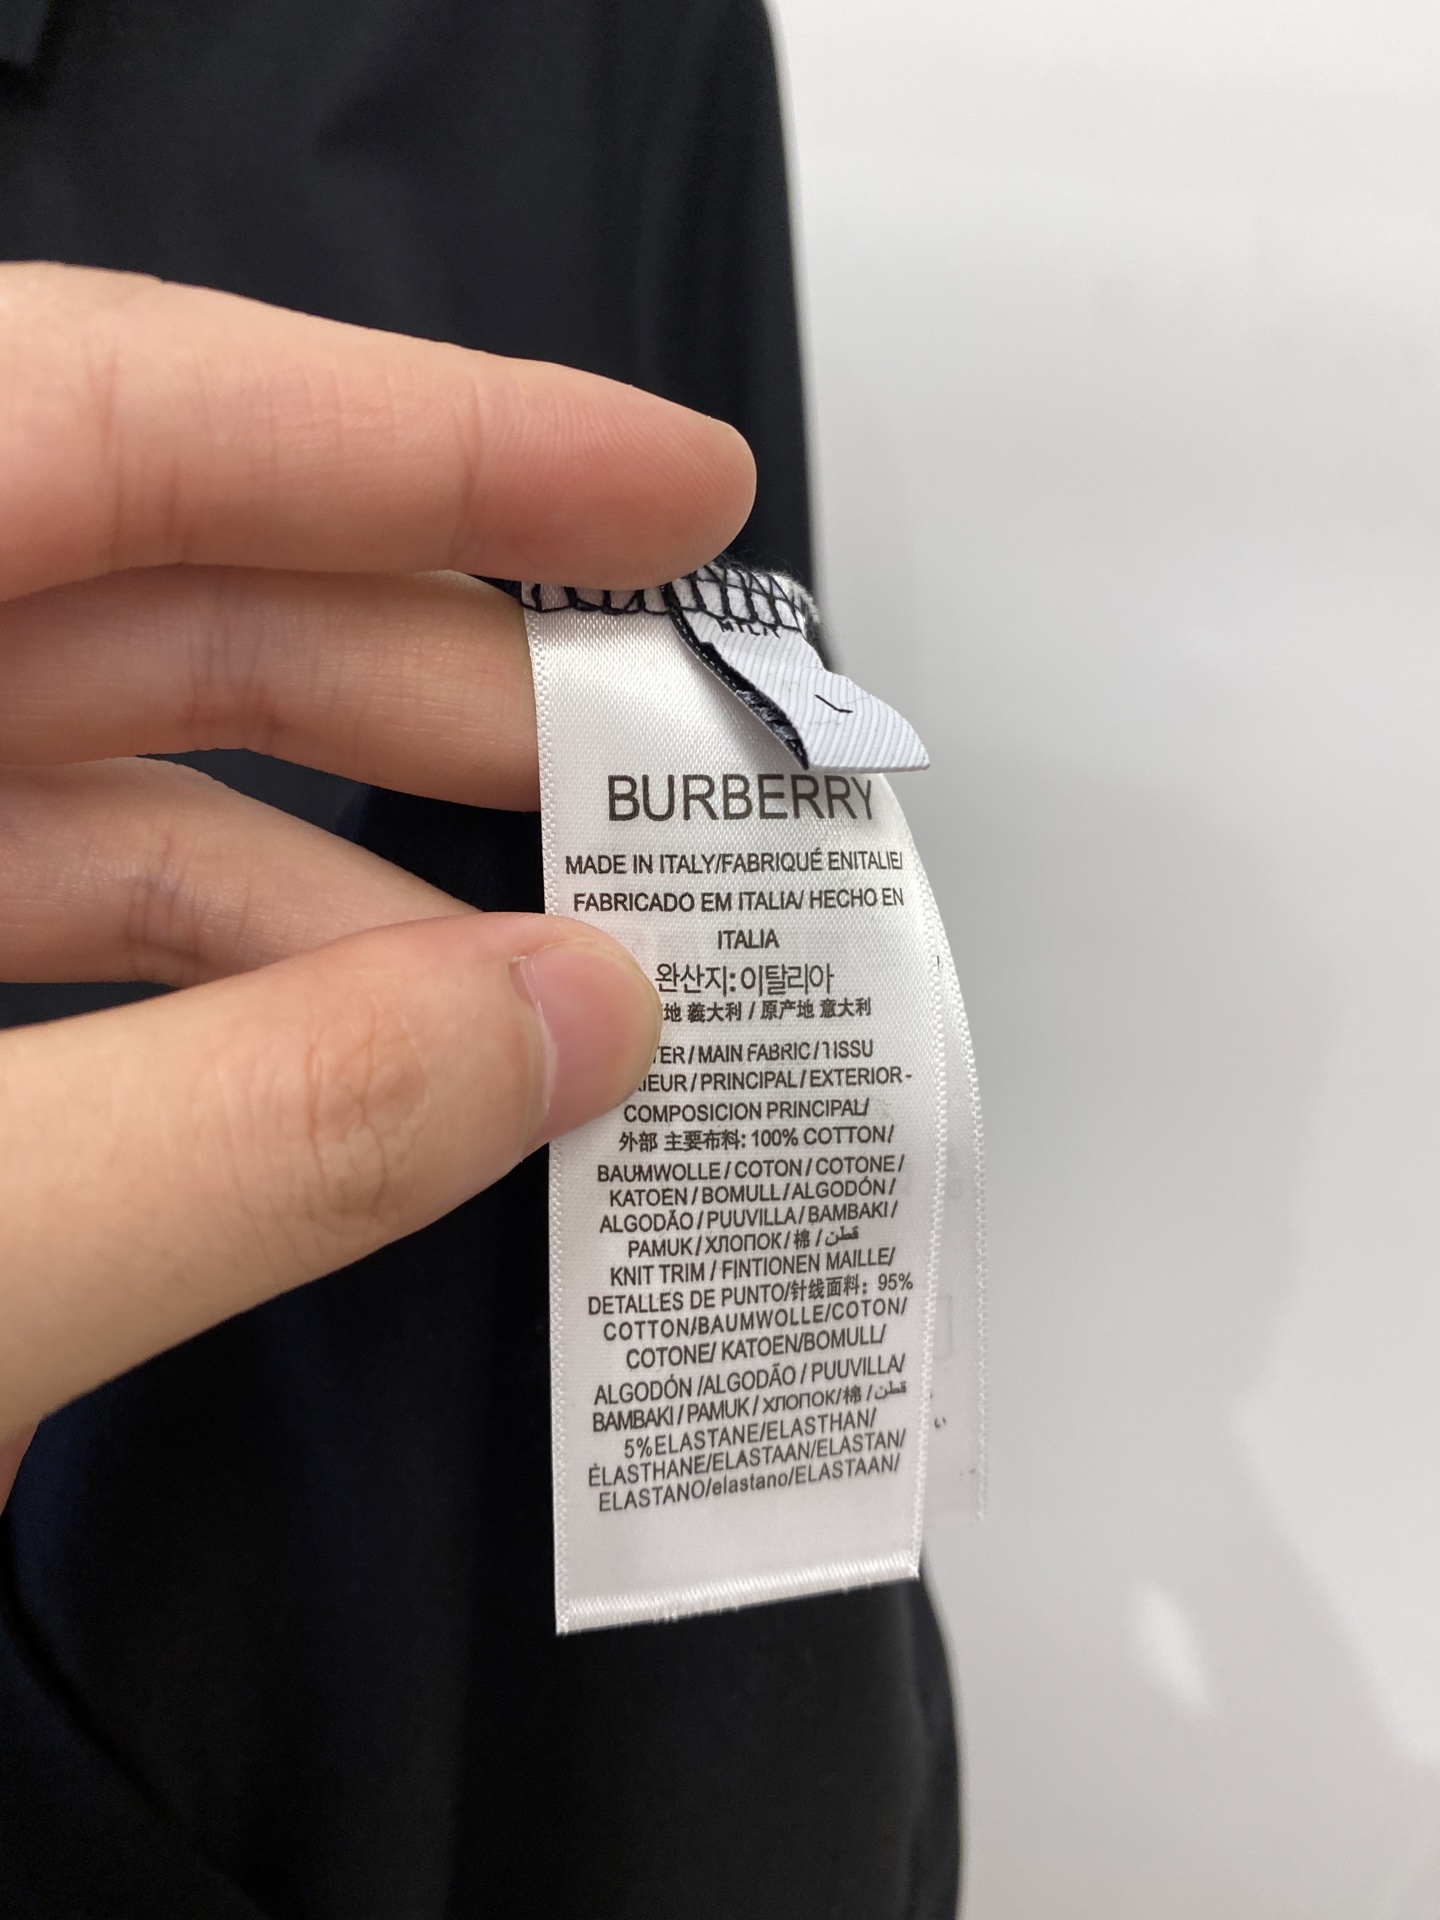 L
BURBERRY
MADE IN ITALY/FABRIQUÉ ENITALIE/
FABRICADO EM ITALIA/ HECHO EN
ITALIA
완산지:이탈리아
地 義大利 / 原产地 意大利
TER / MAIN FABRIC / TISSU
RIEUR / PRINCIPAL / EXTERIOR -
COMPOSICION PRINCIPAL/
外部 主要布料: 100% COTTON/
BAUMWOLLE / COTON / COTONE /
KATOEN / BOMULL / ALGODÓN /
ALGODÃO / PUUVILLA / BAMBAKI /
PAMUK / ХЛОПОК / 棉 / قطن
KNIT TRIM / FINTIONEN MAILLE/
DETALLES DE PUNTO/针线面料: 95%
COTTON/BAUMWOLLE/COTON/
COTONE/ KATOEN/BOMULL/
ALGODÓN /ALGODÃO / PUUVILLA/
BAMBAKI / PAMUK / ХЛОПОК/棉 / قطن
5%ELASTANE/ELASTHAN/
ÉLASTHANE/ELASTAAN/ELASTAN/
ELASTANO/elastano/ELASTAAN/